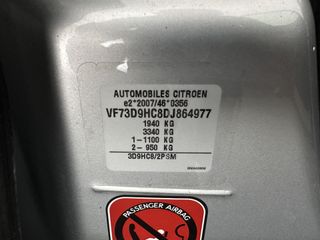 AUTOMOBILES CITROEN
e2*2007/46*0356
VF73D9HC8DJ864977
1940 KG
3340 KG
1-1100 KG
2- 950 KG
3D9HC8/2PSM
PASSENGER AIRBAG